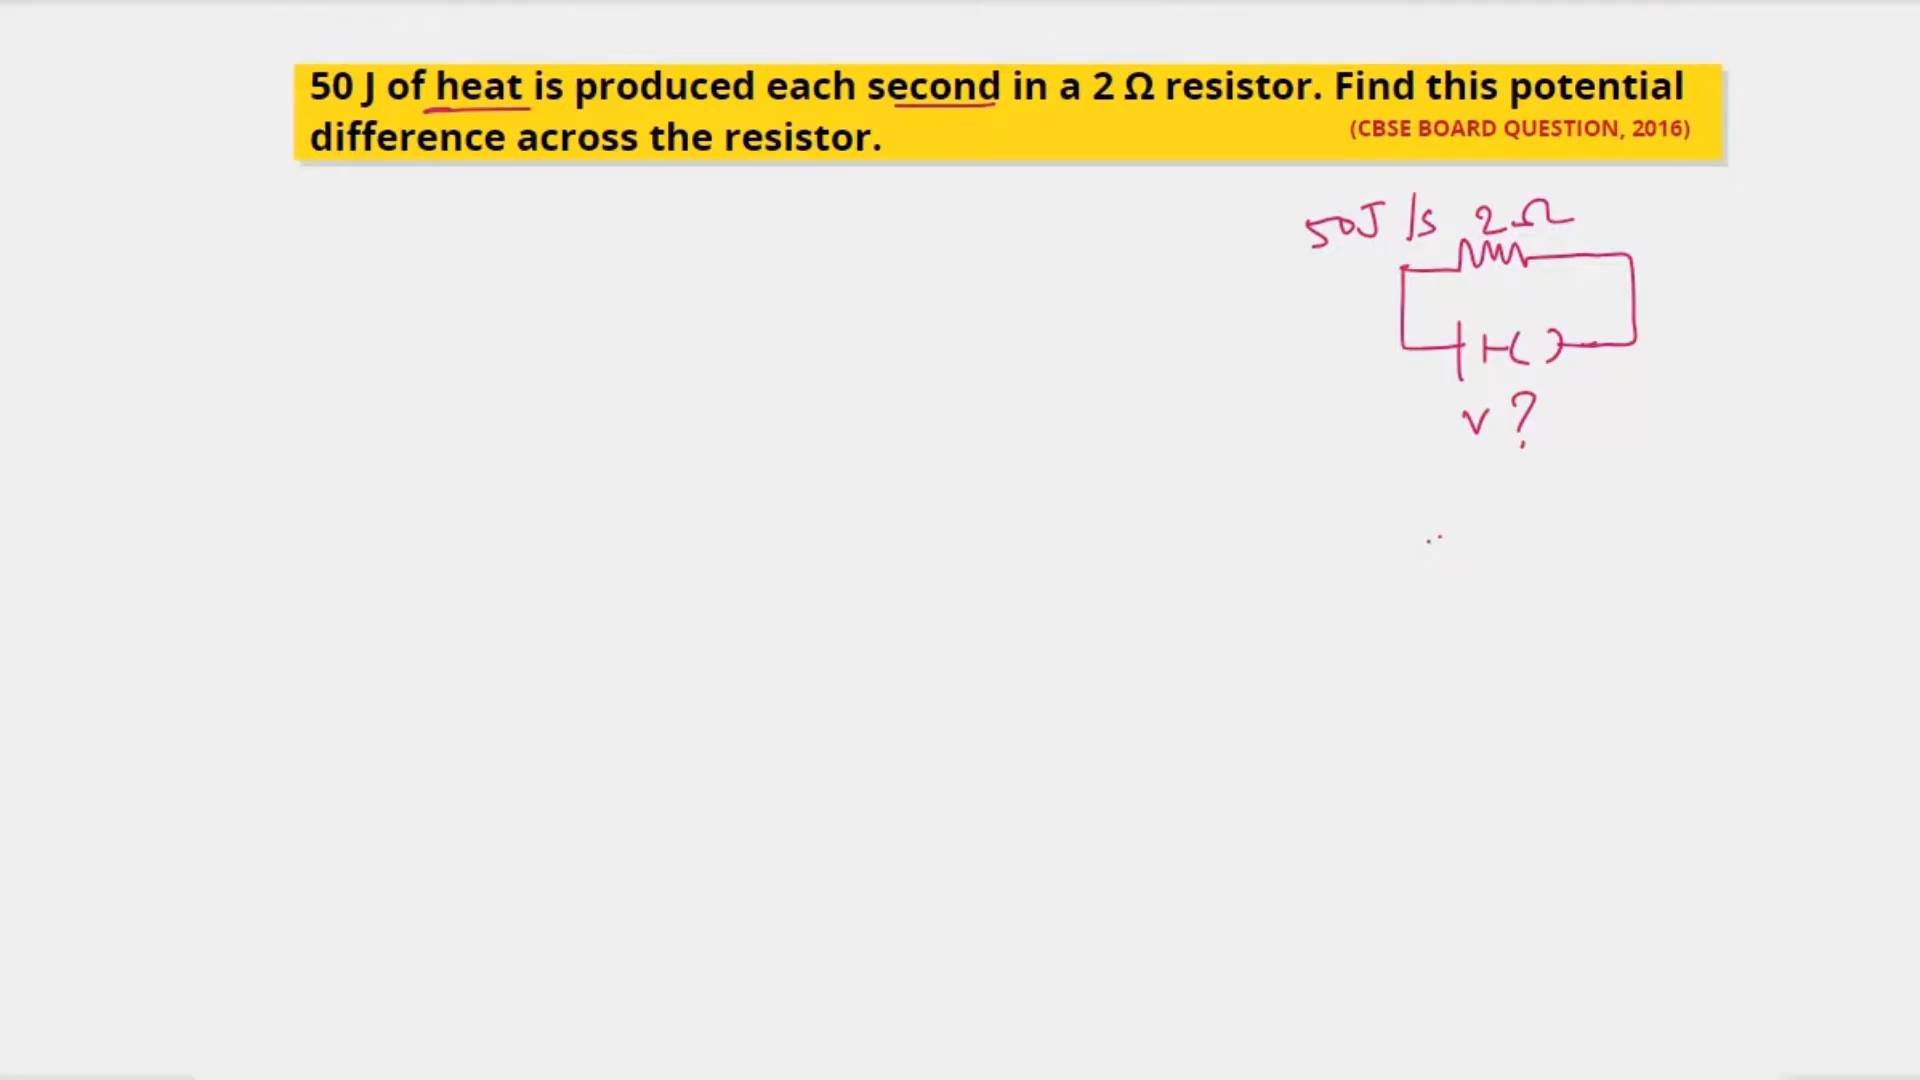 50 J of heat is produced each second in a 2 Ω resistor. Find this potential
difference across the resistor.
(CBSE BOARD QUESTION, 2016)
50J /s 2Ω
v ?